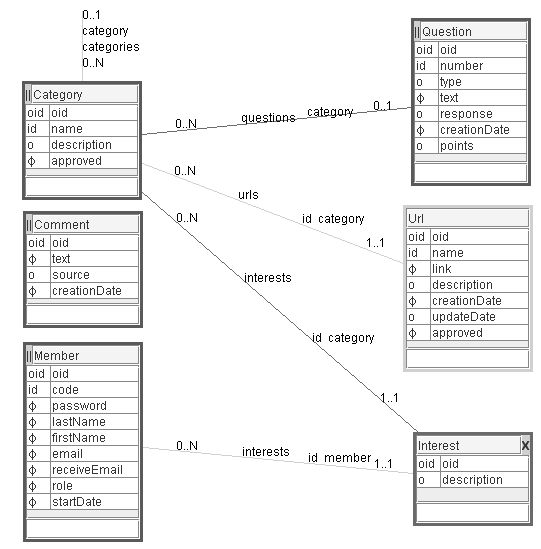 0..1
category
categories
0..N
|| Category
oid oid
id name
o description
ϕ approved
0..N questions category 0..1
|| Question
oid oid
id number
o type
ϕ text
o response
ϕ creationDate
o points
0..N
urls
id category
1..1
Url
oid oid
id name
ϕ link
o description
ϕ creationDate
o updateDate
ϕ approved
0..N
interests
id category
1..1
|| Comment
oid oid
ϕ text
o source
ϕ creationDate
|| Member
oid oid
id code
ϕ password
ϕ lastName
ϕ firstName
ϕ email
ϕ receiveEmail
ϕ role
ϕ startDate
0..N interests id member 1..1
Interest X
oid oid
o description